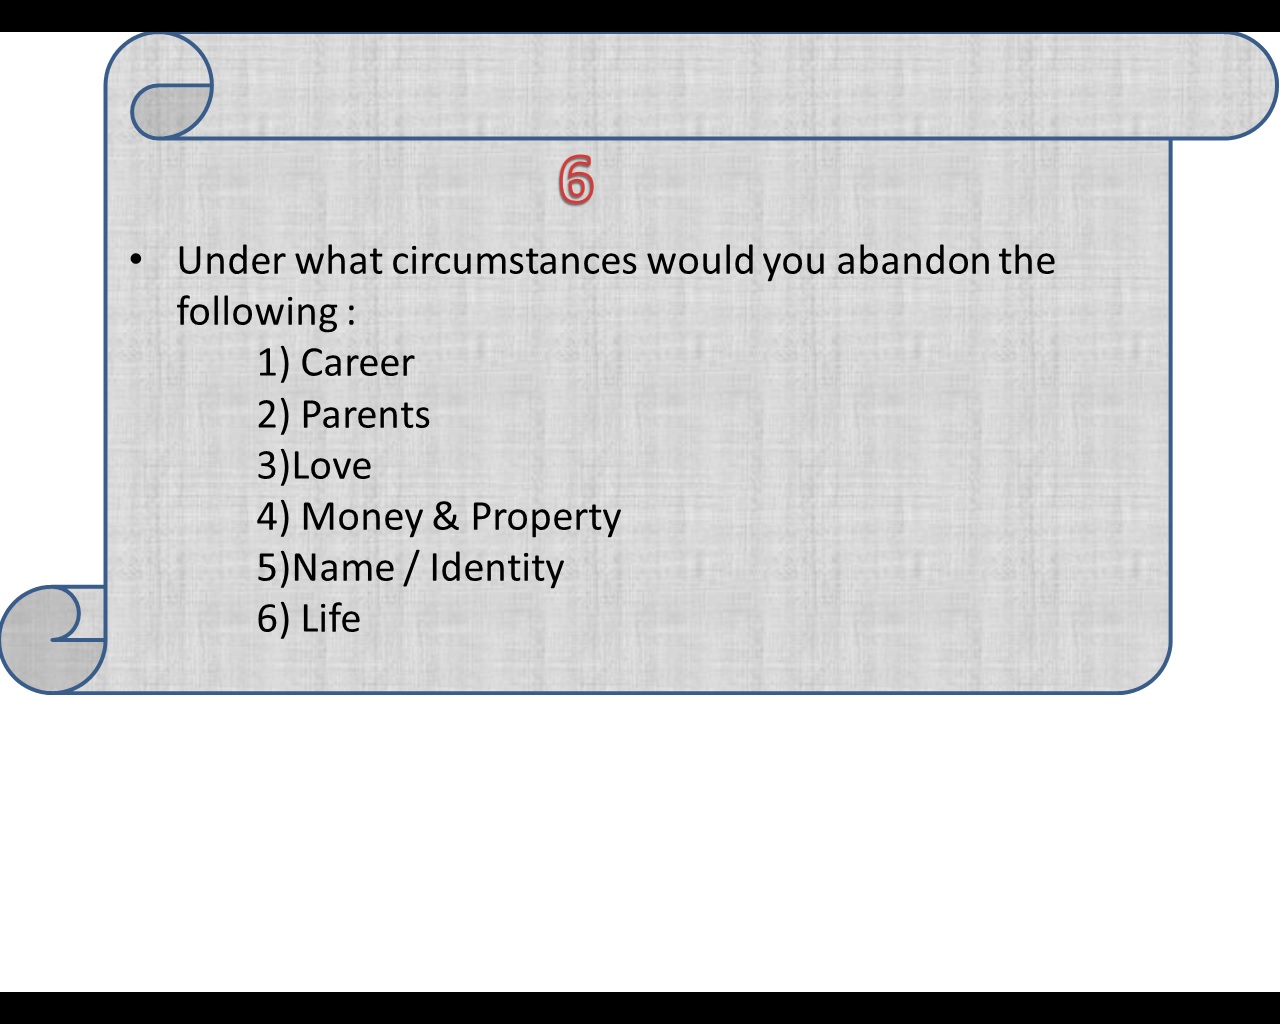 6
• Under what circumstances would you abandon the
following :
1) Career
2) Parents
3)Love
4) Money & Property
5)Name / Identity
6) Life